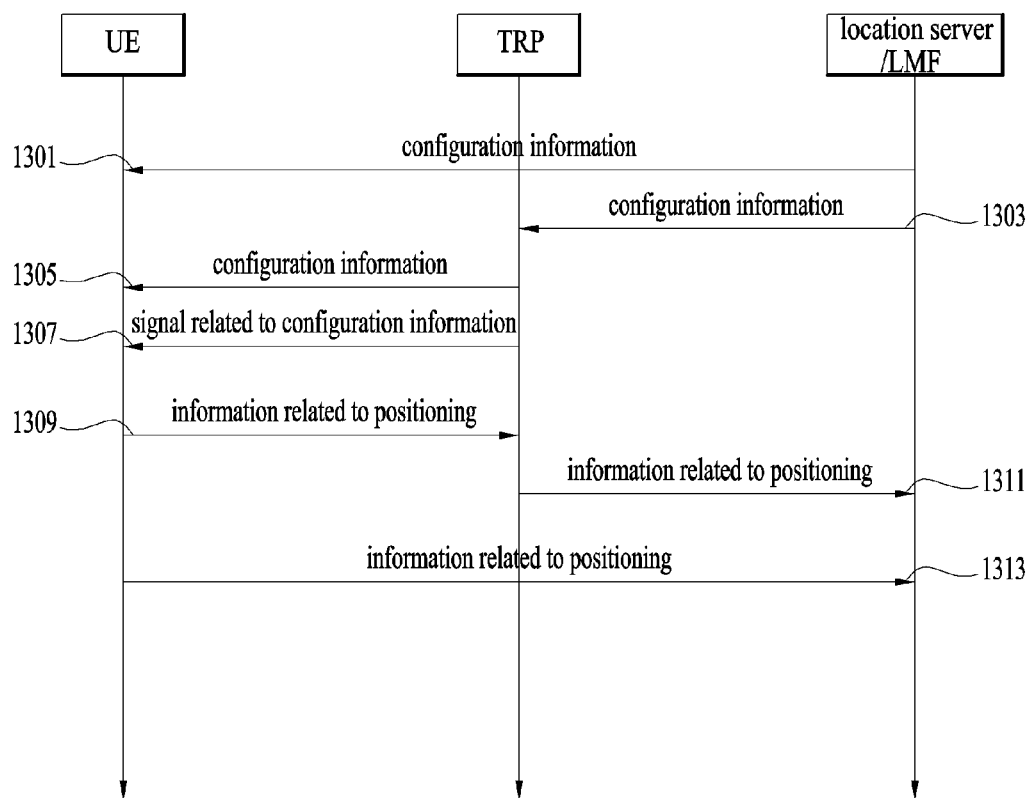 UE
TRP
location server
/LMF
1301
configuration information
configuration information
1303
1305
configuration information
1307
signal related to configuration information
1309
information related to positioning
information related to positioning
1311
information related to positioning
1313